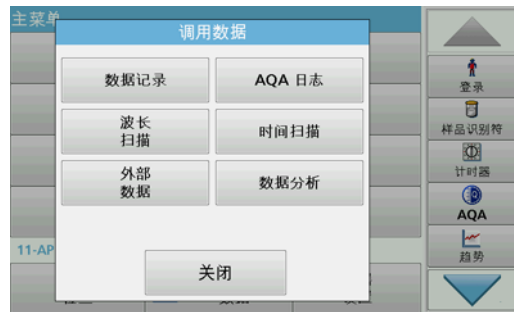 主菜单
调用数据
数据记录
AQA 日志
波长
扫描
时间扫描
外部
数据
数据分析
关闭
11-AP
登录
样品识别符
计时器
AQA
趋势